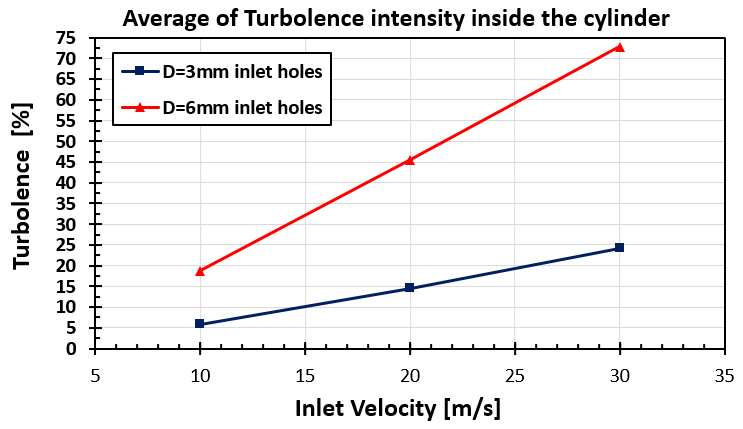 Average of Turbolence intensity inside the cylinder
75
70
65
60
55
50
45
40
35
30
25
20
15
10
5
0
Turbolence [%]
D=3mm inlet holes
D=6mm inlet holes
5 10 15 20 25 30 35
Inlet Velocity [m/s]